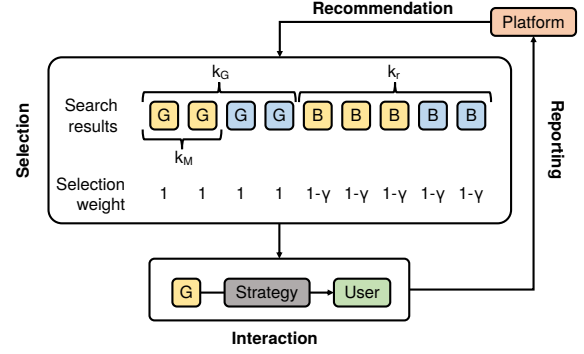 Recommendation
Platform
k_G
k_r
Search results
G G G G B B B B B
k_M
Selection
Selection weight
1 1 1 1 1-γ 1-γ 1-γ 1-γ 1-γ
Reporting
G Strategy User
Interaction